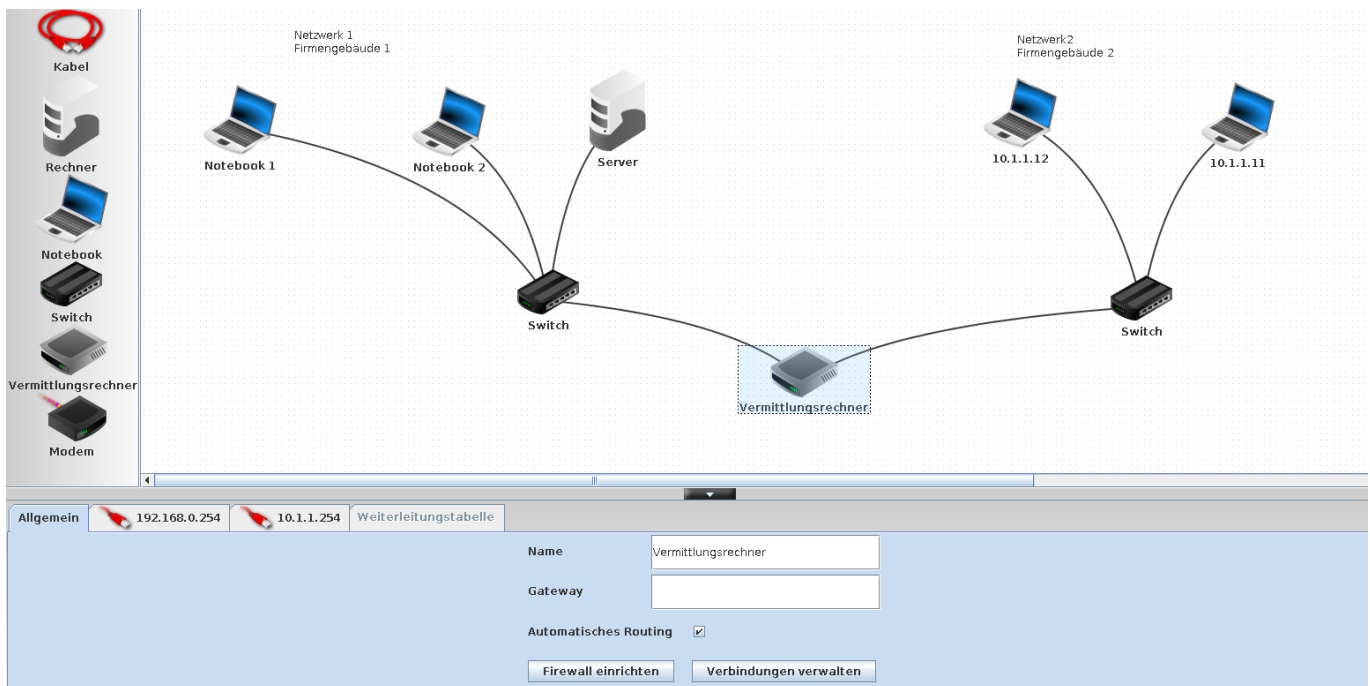 Kabel
Rechner
Notebook
Switch
Vermittlungsrechner
Modem
Netzwerk 1
Firmengebäude 1
Netzwerk2
Firmengebäude 2
Notebook 1
Notebook 2
Server
10.1.1.12
10.1.1.11
Switch
Switch
Vermittlungsrechner
Allgemein 192.168.0.254 10.1.1.254 Weiterleitungstabelle
Name Vermittlungsrechner
Gateway
Automatisches Routing
Firewall einrichten Verbindungen verwalten